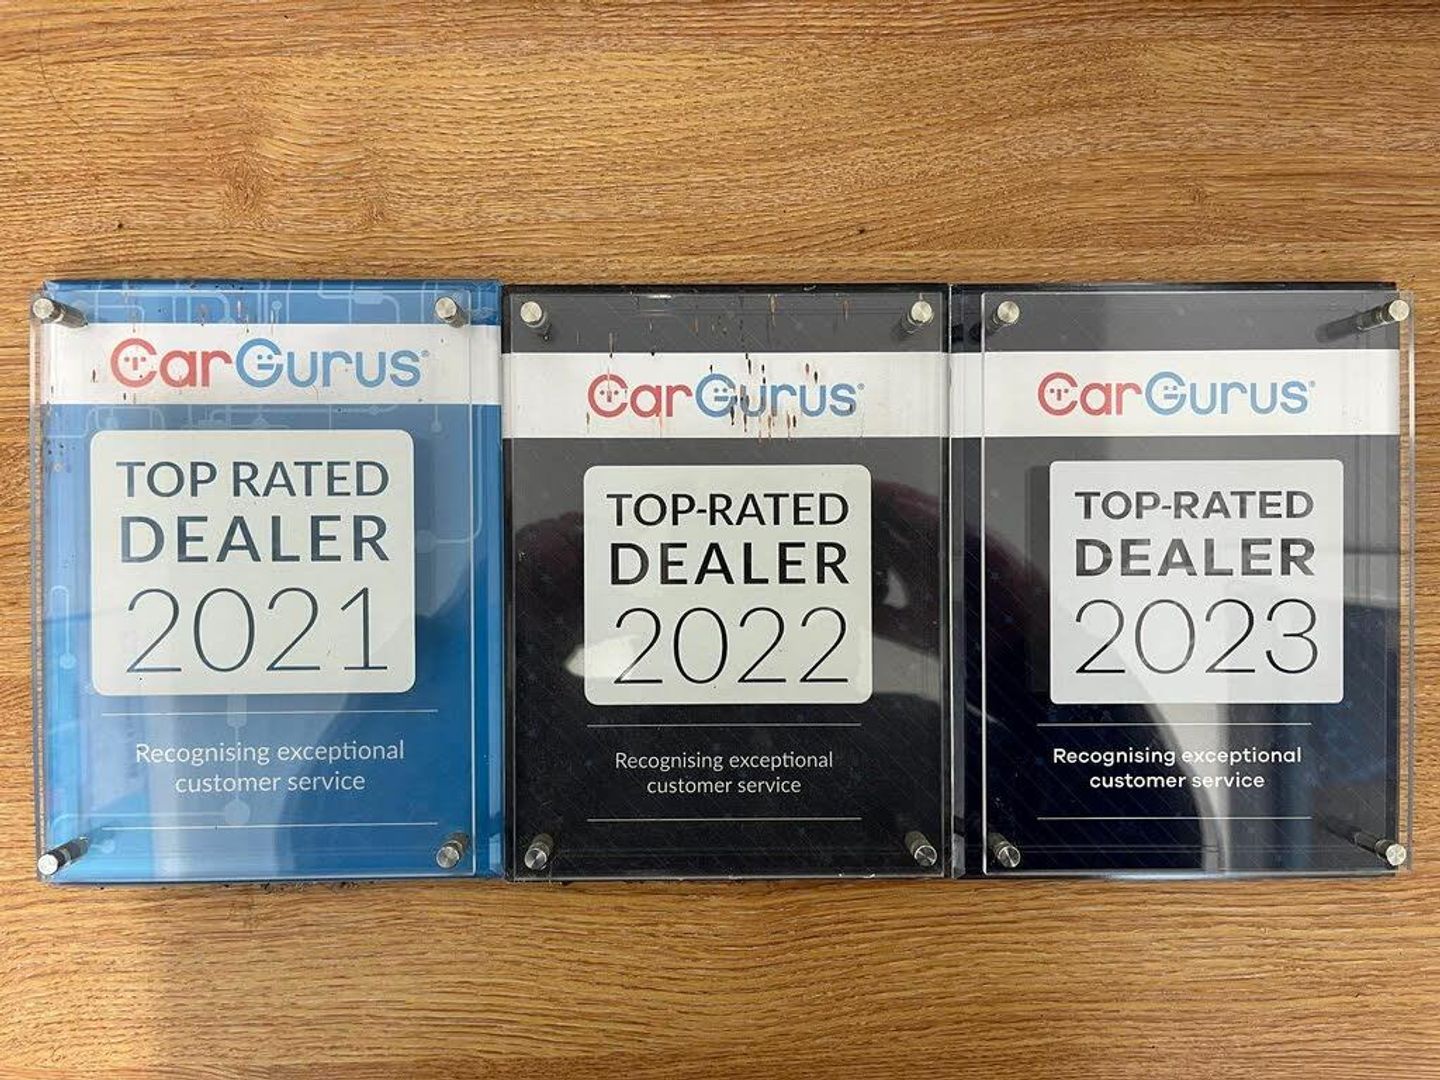 CarGurus®
TOP RATED
DEALER
2021
Recognising exceptional
customer service
CarGurus®
TOP-RATED
DEALER
2022
Recognising exceptional
customer service
CarGurus®
TOP-RATED
DEALER
2023
Recognising exceptional
customer service